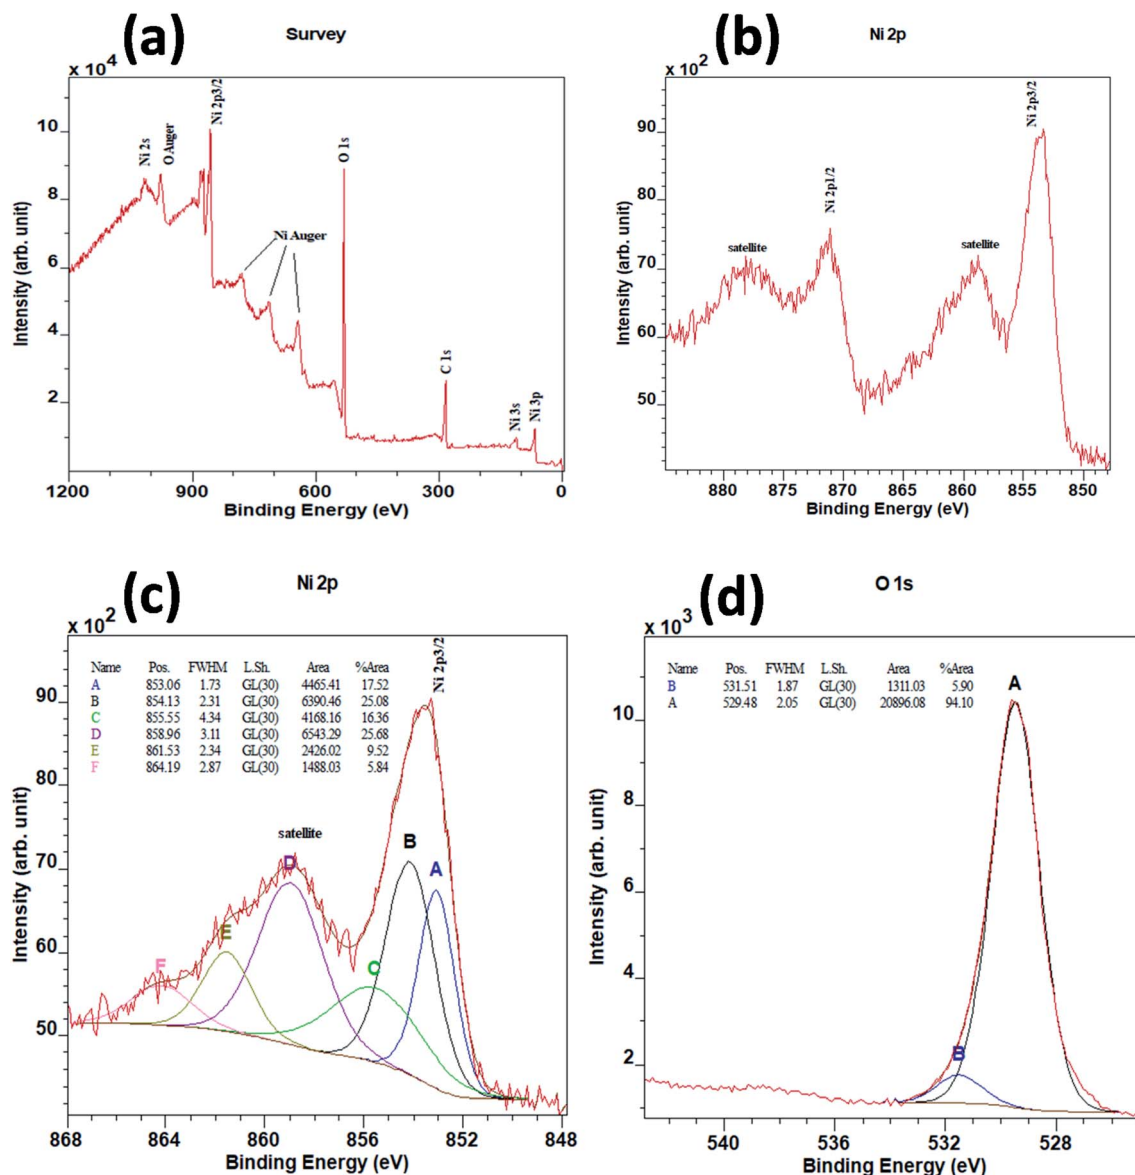 (a)
Survey
x 10^4
10
8
6
4
2
Intensity (arb. unit)
Ni 2s
O Auger
Ni 2p3/2
Ni Auger
O 1s
C 1s
Ni 3s
Ni 3p
1200 900 600 300 0
Binding Energy (eV)
(b)
Ni 2p
x 10^2
90
80
70
60
50
Intensity (arb. unit)
satellite
Ni 2p1/2
satellite
Ni 2p3/2
880 875 870 865 860 855 850
Binding Energy (eV)
(c)
Ni 2p
x 10^2
90
80
70
60
50
Intensity (arb. unit)
Name Pos. FWHM L.Sh. Area %Area
A 853.06 1.73 GL(30) 4465.41 17.52
B 854.13 2.31 GL(30) 6390.46 25.08
C 855.55 4.34 GL(30) 4168.16 16.36
D 858.96 3.11 GL(30) 6543.29 25.68
E 861.53 2.34 GL(30) 2426.02 9.52
F 864.19 2.87 GL(30) 1488.03 5.84
Ni 2p3/2
satellite
D
B
A
E
F
C
868 864 860 856 852 848
Binding Energy (eV)
(d)
O 1s
x 10^3
10
8
6
4
2
Intensity (arb. unit)
Name Pos. FWHM L.Sh. Area %Area
B 531.51 1.87 GL(30) 1311.03 5.90
A 529.48 2.05 GL(30) 20896.08 94.10
A
B
540 536 532 528
Binding Energy (eV)